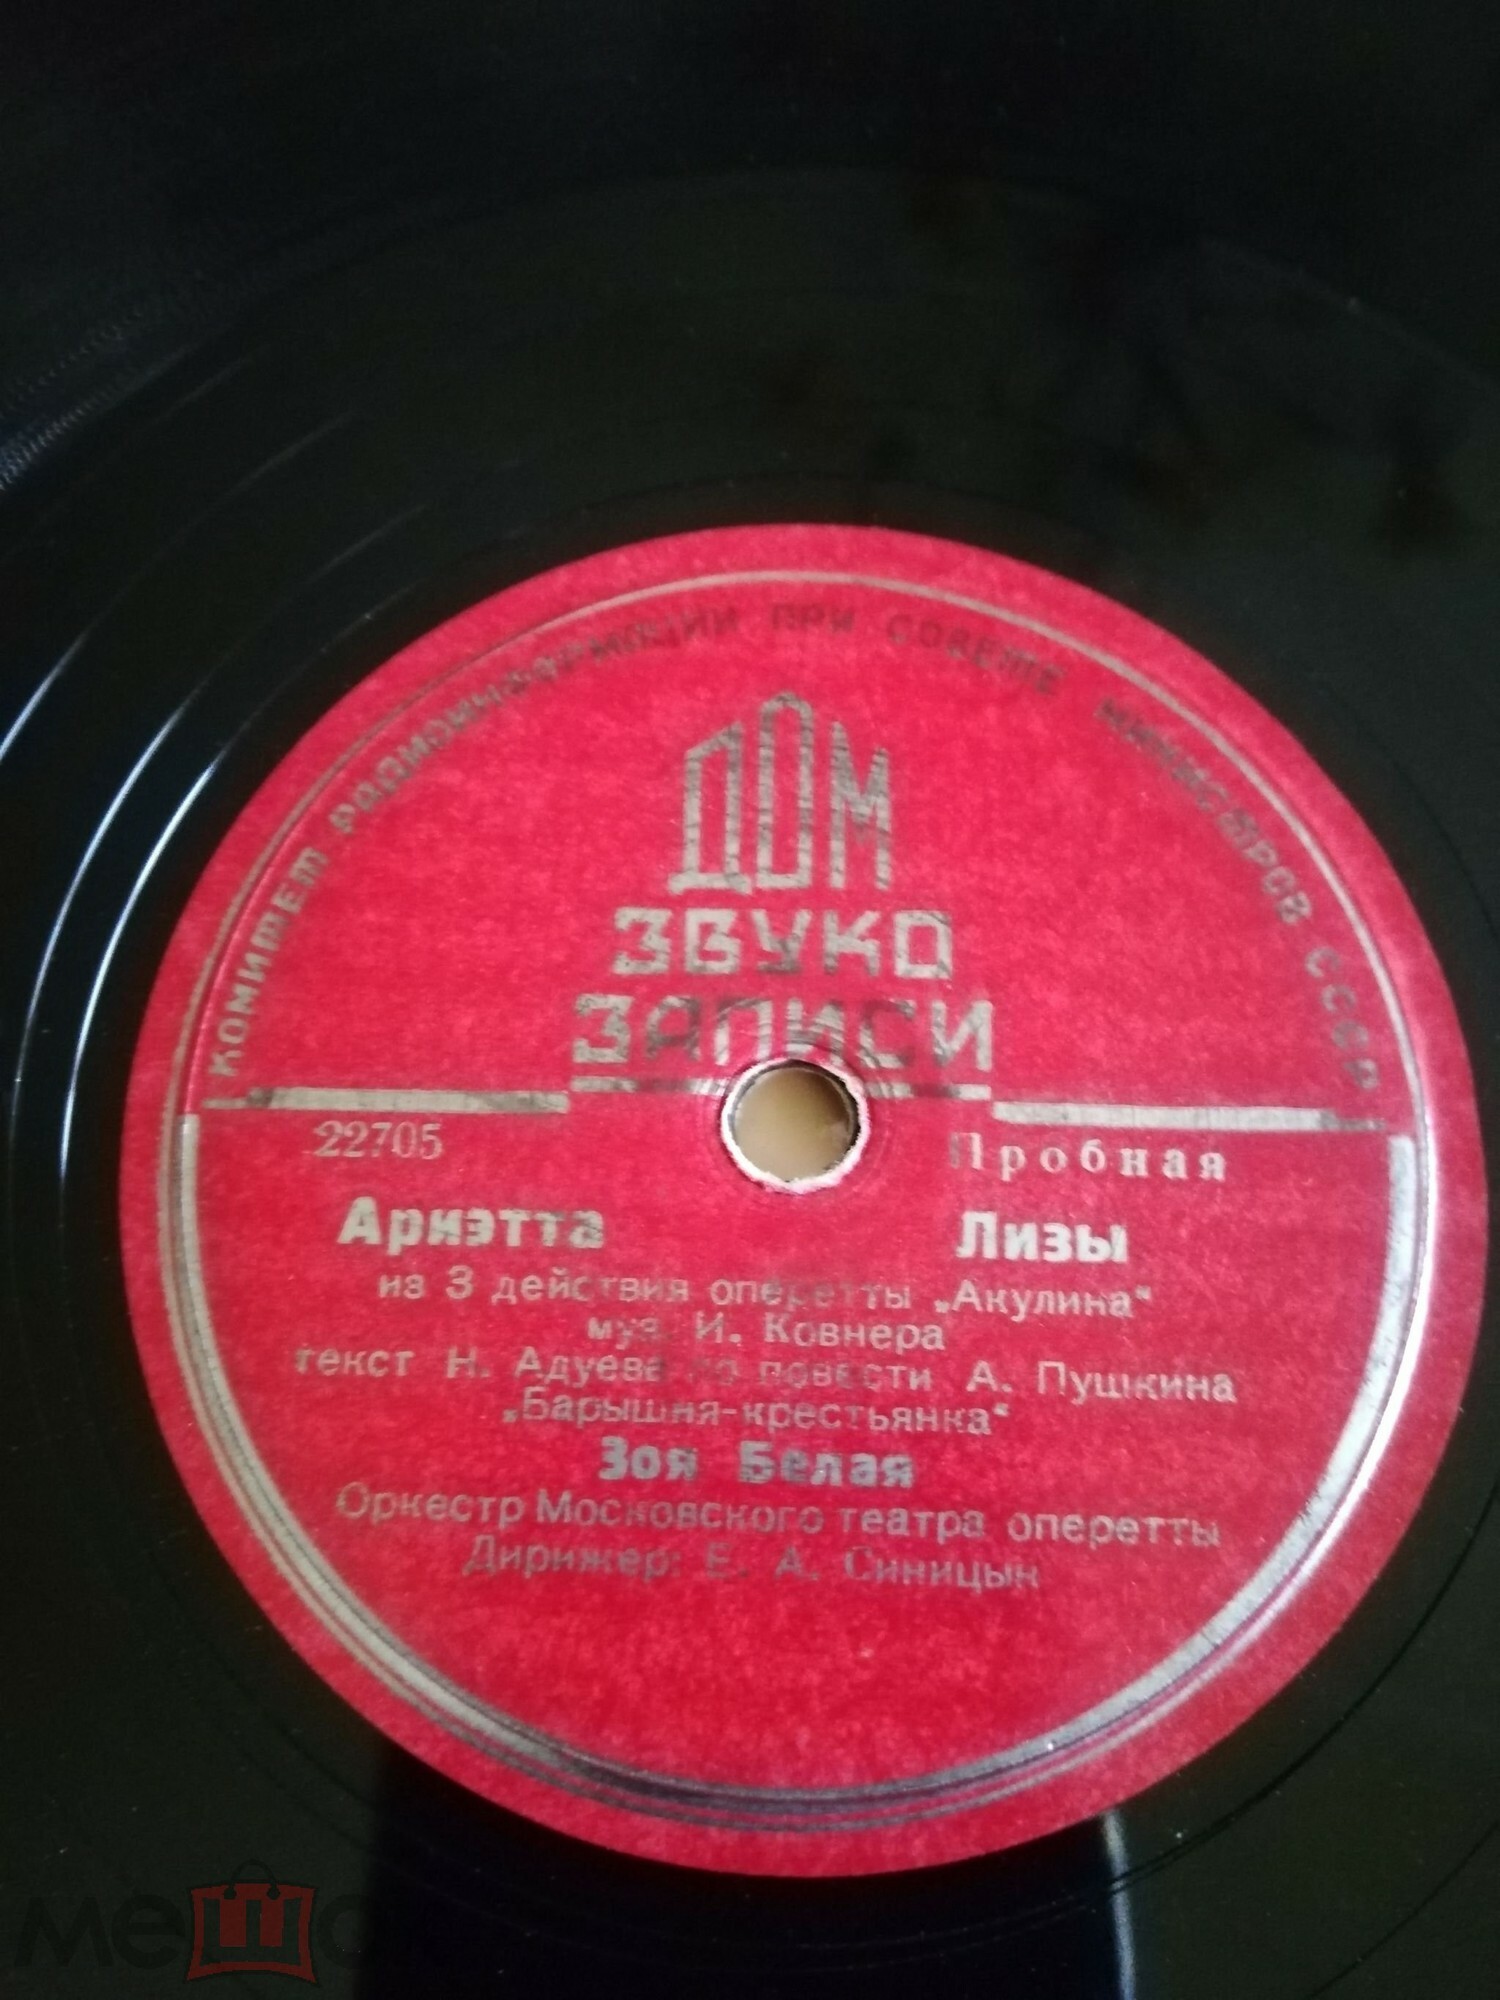 КОМИТЕТ РАДИОИНФОРМАЦИИ ПРИ СОВЕТЕ МИНИСТРОВ СССР
ДОМ
ЗВУКО
ЗАПИСИ
22705 Пробная
Ариэтта Лизы
из 3 действия оперетты „Акулина“
муз. И. Ковнера
текст Н. Адуева по повести А. Пушкина
„Барышня-крестьянка“
Зоя Белая
Оркестр Московского театра оперетты
Дирижер: Е. А. Синицын